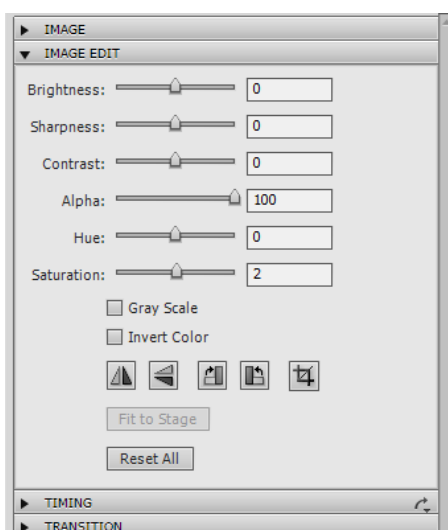 IMAGE
IMAGE EDIT
Brightness: 0
Sharpness: 0
Contrast: 0
Alpha: 100
Hue: 0
Saturation: 2
Gray Scale
Invert Color
Fit to Stage
Reset All
TIMING
TRANSITION